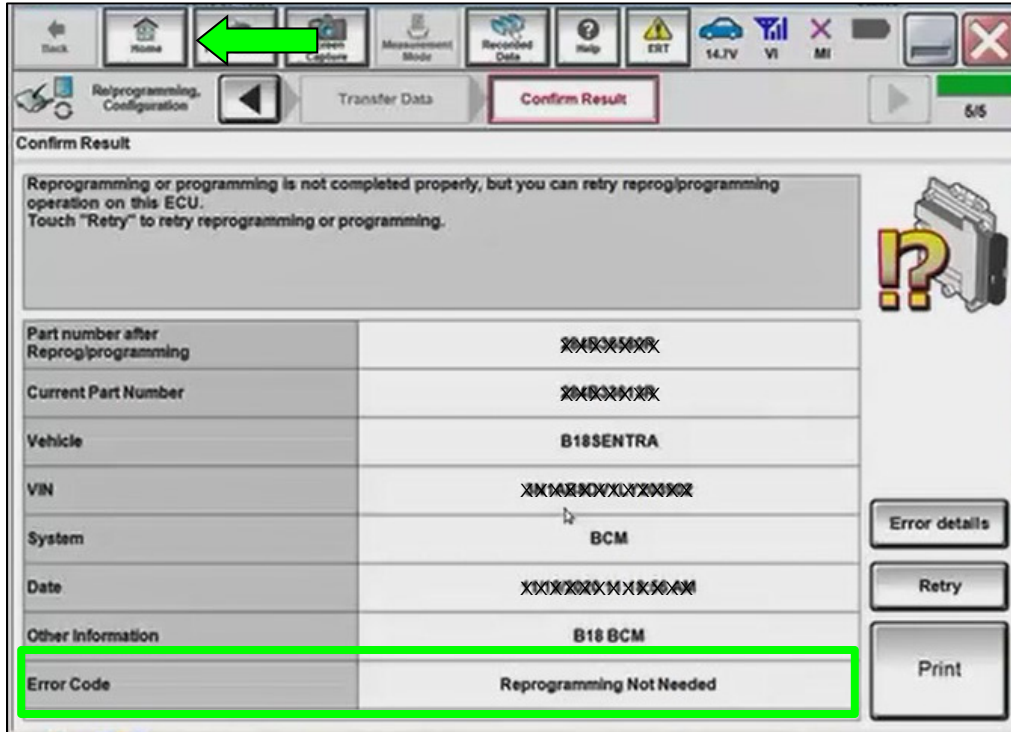 Back
Home
Screen
Capture
Measurement
Mode
Recorded
Data
Help
ERT
14.7V
VI
MI
Re/programming,
Configuration
Transfer Data
Confirm Result
5/5
Confirm Result
Reprogramming or programming is not completed properly, but you can retry reprog/programming
operation on this ECU.
Touch "Retry" to retry reprogramming or programming.
!?
Part number after
Reprog/programming
Current Part Number
Vehicle
B18SENTRA
VIN
System
BCM
Date
Other Information
B18 BCM
Error Code
Reprogramming Not Needed
Error details
Retry
Print